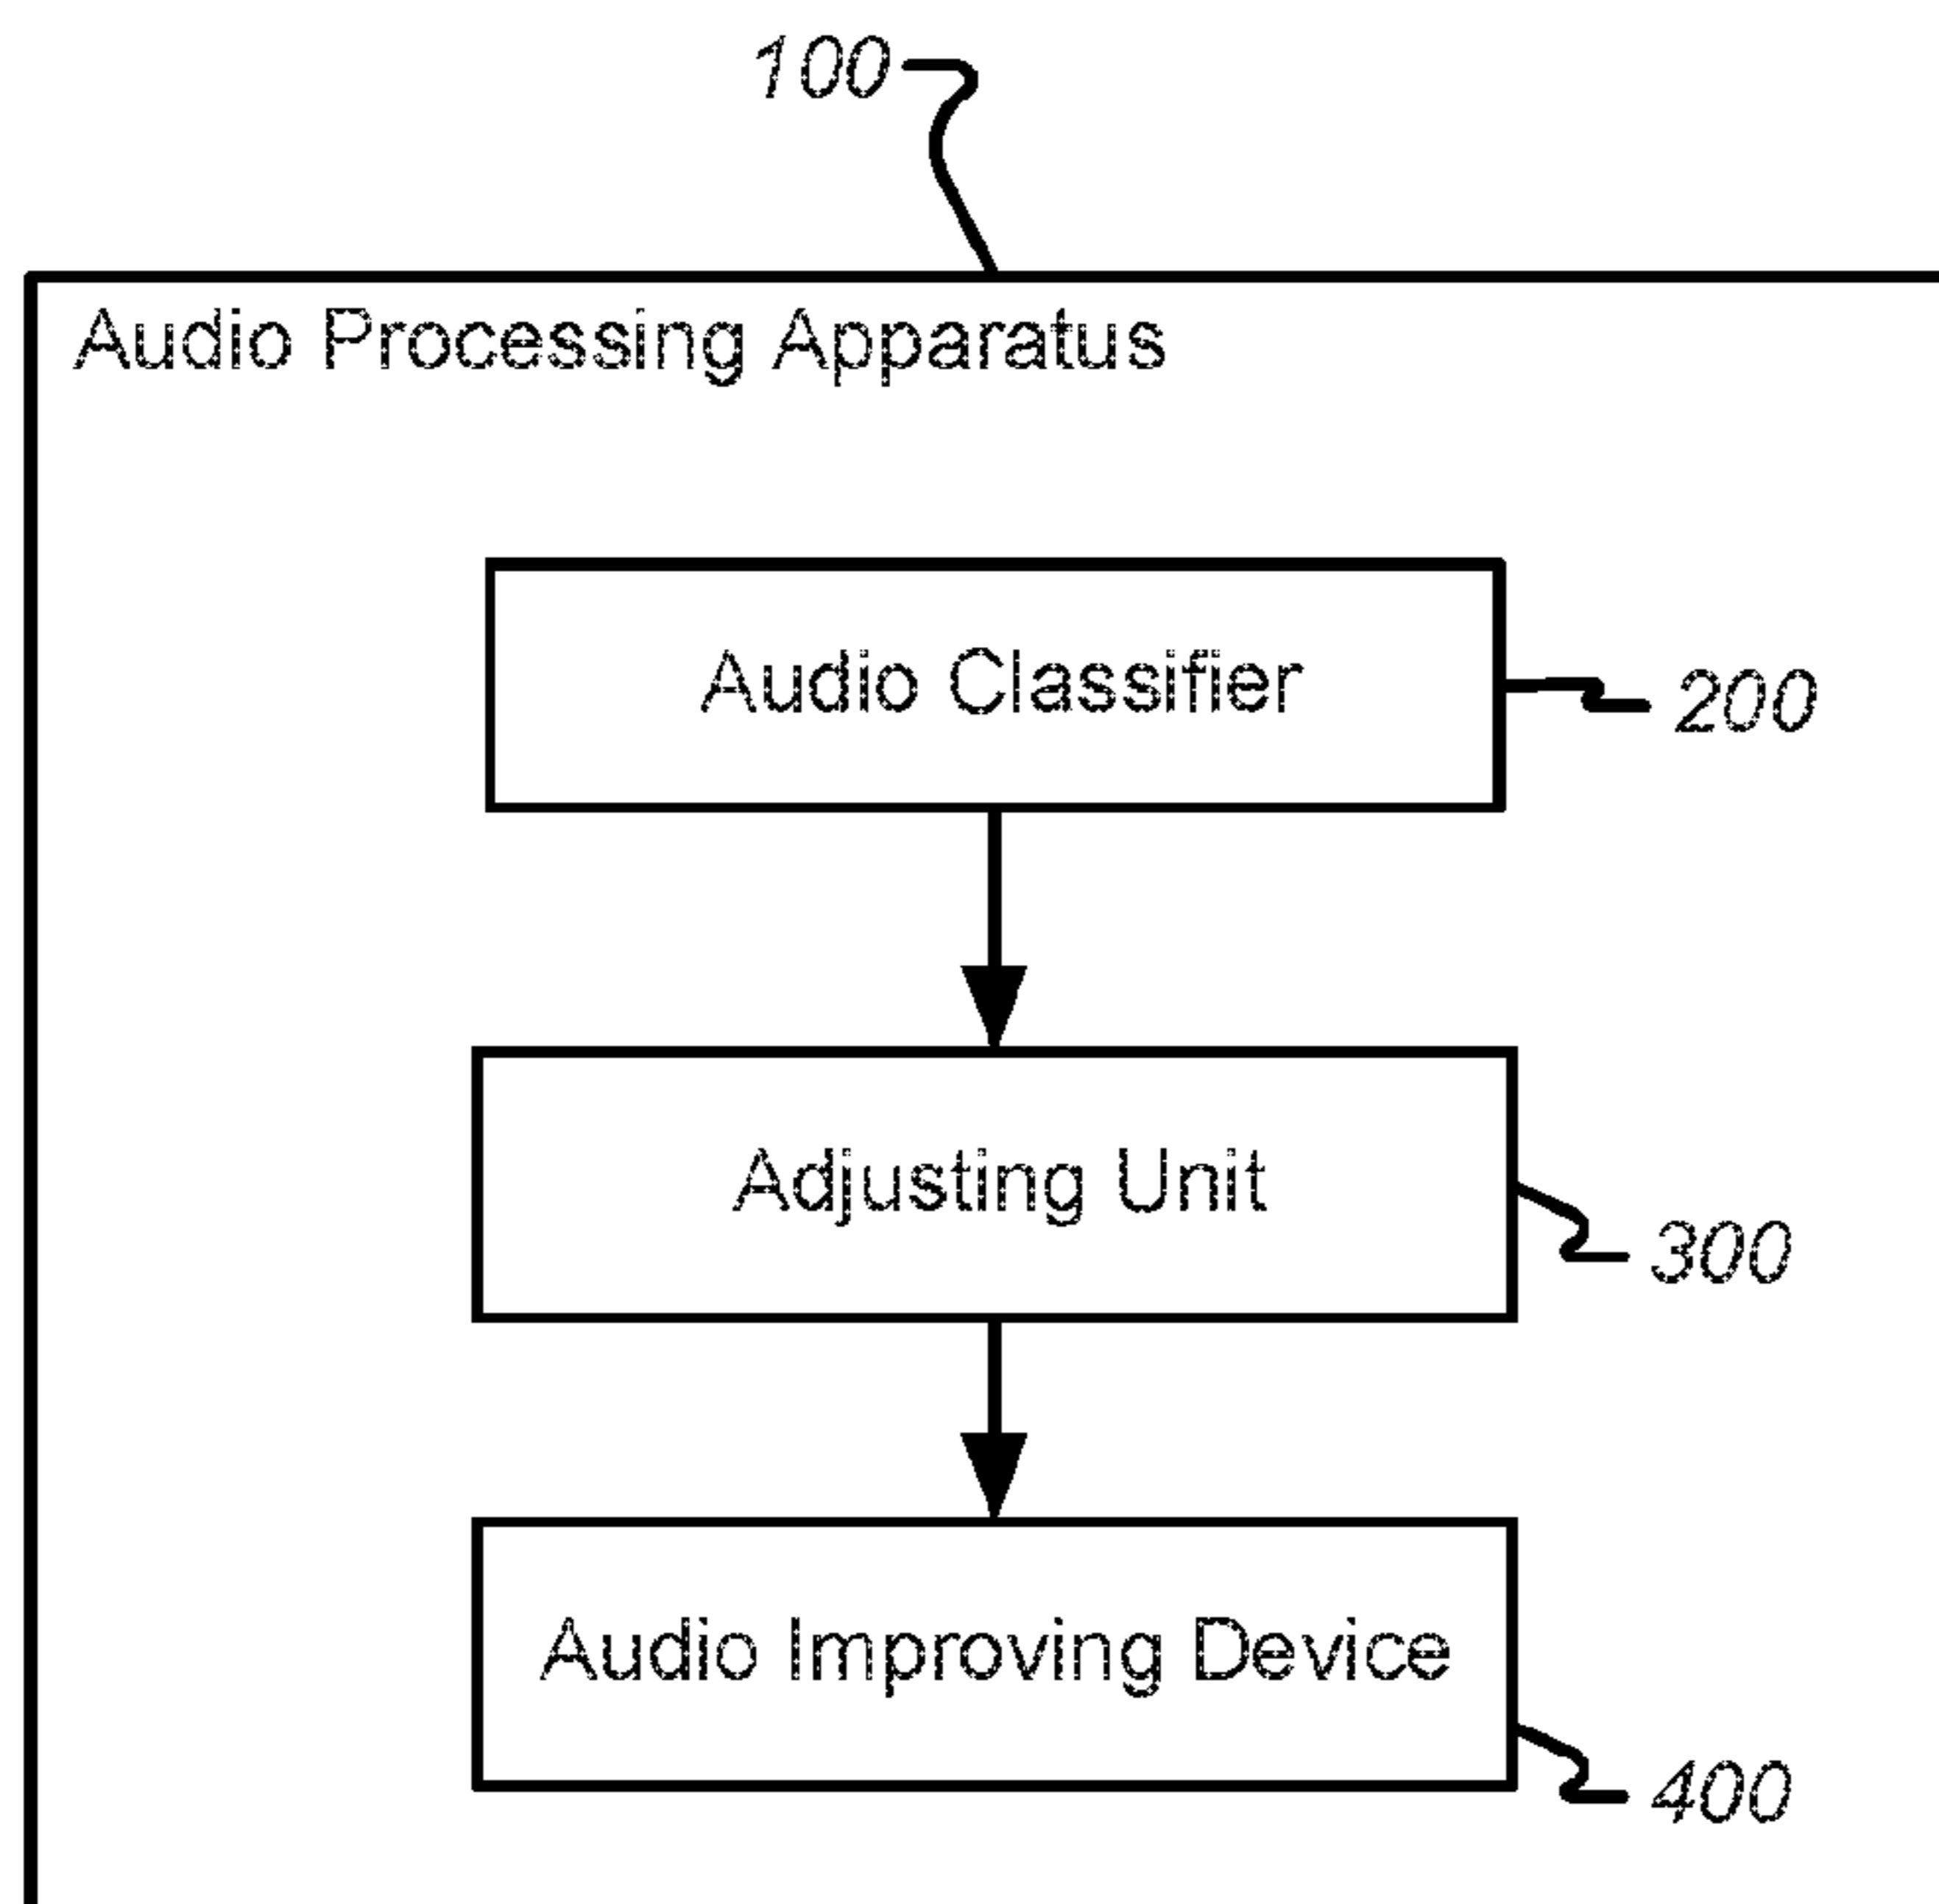 100
Audio Processing Apparatus
Audio Classifier
200
Adjusting Unit
300
Audio Improving Device
400